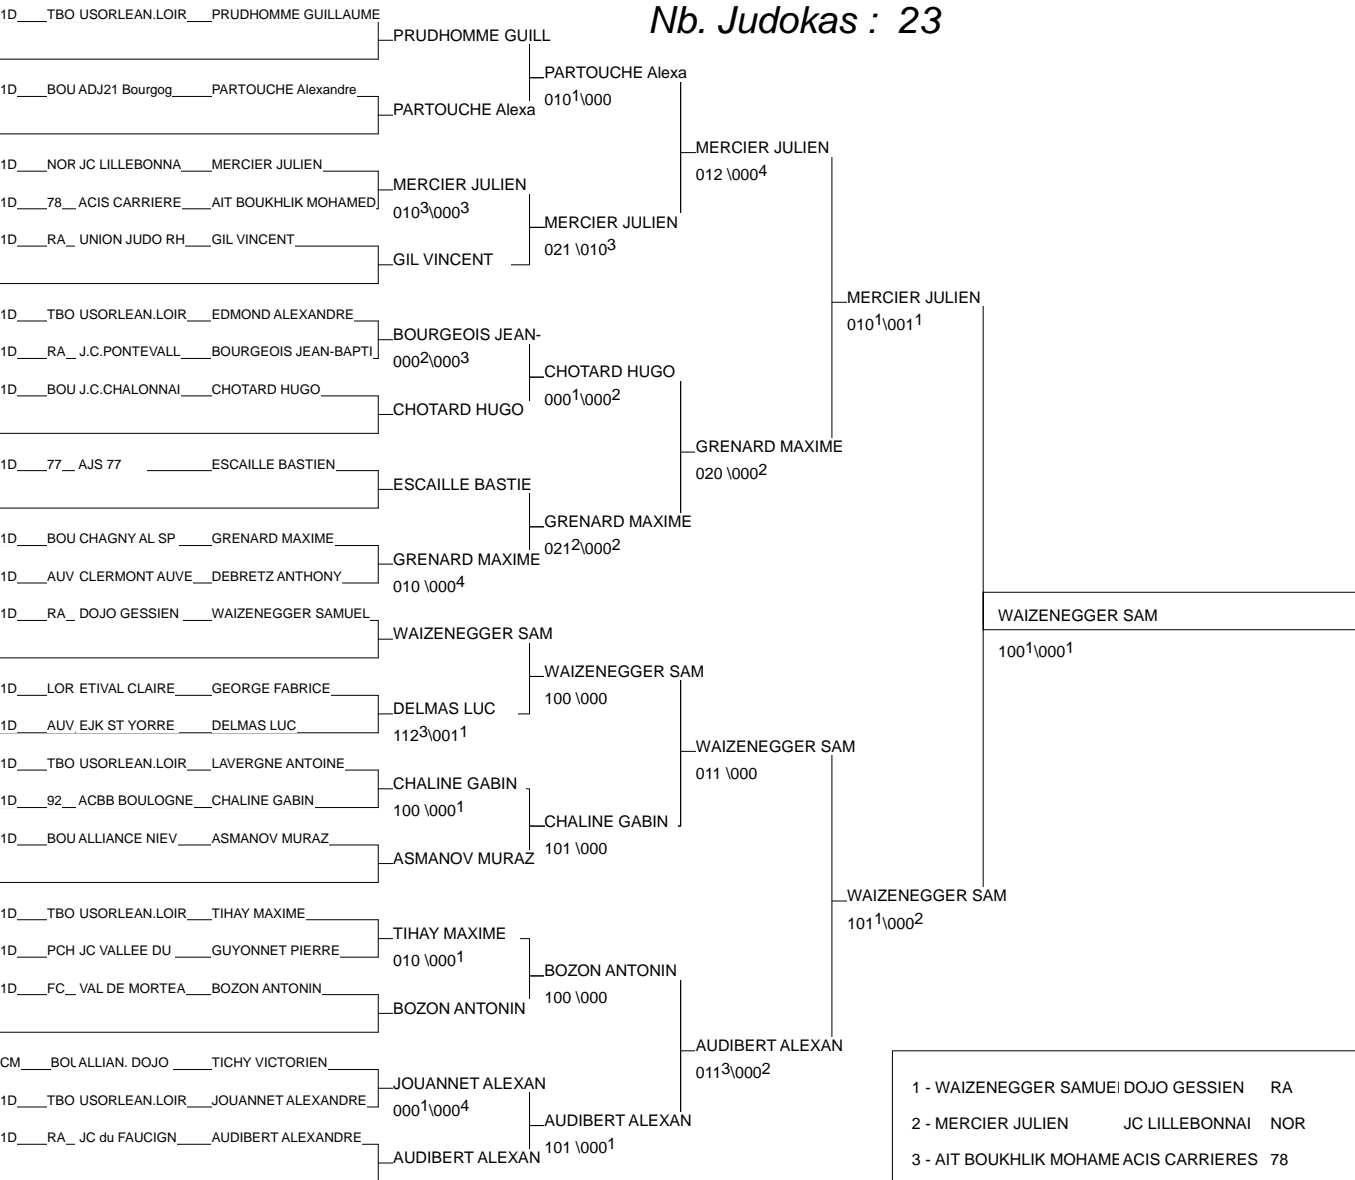 Nb. Judokas : 23
1D TBO USORLEAN.LOIR PRUDHOMME GUILLAUME
PRUDHOMME GUILL
PARTOUCHE Alexa
010¹\000
1D BOU ADJ21 Bourgog PARTOUCHE Alexandre
PARTOUCHE Alexa
MERCIER JULIEN
012 \000⁴
1D NOR JC LILLEBONNA MERCIER JULIEN
MERCIER JULIEN
010³\000³
1D 78 ACIS CARRIERE AIT BOUKHLIK MOHAMED
MERCIER JULIEN
021 \010³
1D RA UNION JUDO RH GIL VINCENT
GIL VINCENT
MERCIER JULIEN
010¹\001¹
1D TBO USORLEAN.LOIR EDMOND ALEXANDRE
BOURGEOIS JEAN-
000²\000³
1D RA J.C.PONTEVALL BOURGEOIS JEAN-BAPTI
CHOTARD HUGO
000¹\000²
1D BOU J.C.CHALONNAI CHOTARD HUGO
CHOTARD HUGO
GRENARD MAXIME
020 \000²
1D 77 AJS 77 ESCAILLE BASTIEN
ESCAILLE BASTIE
GRENARD MAXIME
021²\000²
1D BOU CHAGNY AL SP GRENARD MAXIME
GRENARD MAXIME
010 \000⁴
1D AUV CLERMONT AUVE DEBRETZ ANTHONY
WAIZENEGGER SAM
100¹\000¹
1D RA DOJO GESSIEN WAIZENEGGER SAMUEL
WAIZENEGGER SAM
WAIZENEGGER SAM
100 \000
1D LOR ETIVAL CLAIRE GEORGE FABRICE
DELMAS LUC
112³\001¹
1D AUV EJK ST YORRE DELMAS LUC
WAIZENEGGER SAM
011 \000
1D TBO USORLEAN.LOIR LAVERGNE ANTOINE
CHALINE GABIN
100 \000¹
1D 92 ACBB BOULOGNE CHALINE GABIN
CHALINE GABIN
101 \000
1D BOU ALLIANCE NIEV ASMANOV MURAZ
ASMANOV MURAZ
WAIZENEGGER SAM
101¹\000²
1D TBO USORLEAN.LOIR TIHAY MAXIME
TIHAY MAXIME
010 \000¹
1D PCH JC VALLEE DU GUYONNET PIERRE
BOZON ANTONIN
100 \000
1D FC VAL DE MORTEA BOZON ANTONIN
BOZON ANTONIN
AUDIBERT ALEXAN
011³\000²
CM BOU ALLIAN. DOJO TICHY VICTORIEN
JOUANNET ALEXAN
000¹\000⁴
1D TBO USORLEAN.LOIR JOUANNET ALEXANDRE
AUDIBERT ALEXAN
101 \000¹
1D RA JC du FAUCIGN AUDIBERT ALEXANDRE
AUDIBERT ALEXAN
1 - WAIZENEGGER SAMUEL DOJO GESSIEN RA
2 - MERCIER JULIEN JC LILLEBONNAI NOR
3 - AIT BOUKHLIK MOHAME ACIS CARRIERES 78